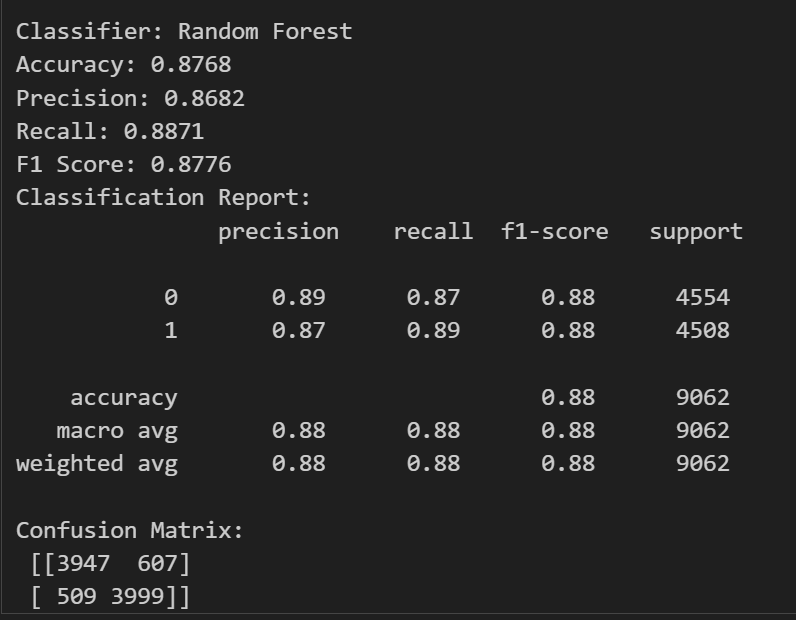 Classifier: Random Forest
Accuracy: 0.8768
Precision: 0.8682
Recall: 0.8871
F1 Score: 0.8776
Classification Report:
               precision    recall  f1-score   support

           0       0.89      0.87      0.88      4554
           1       0.87      0.89      0.88      4508

    accuracy                           0.88      9062
   macro avg       0.88      0.88      0.88      9062
weighted avg       0.88      0.88      0.88      9062

Confusion Matrix:
 [[3947  607]
 [ 509 3999]]